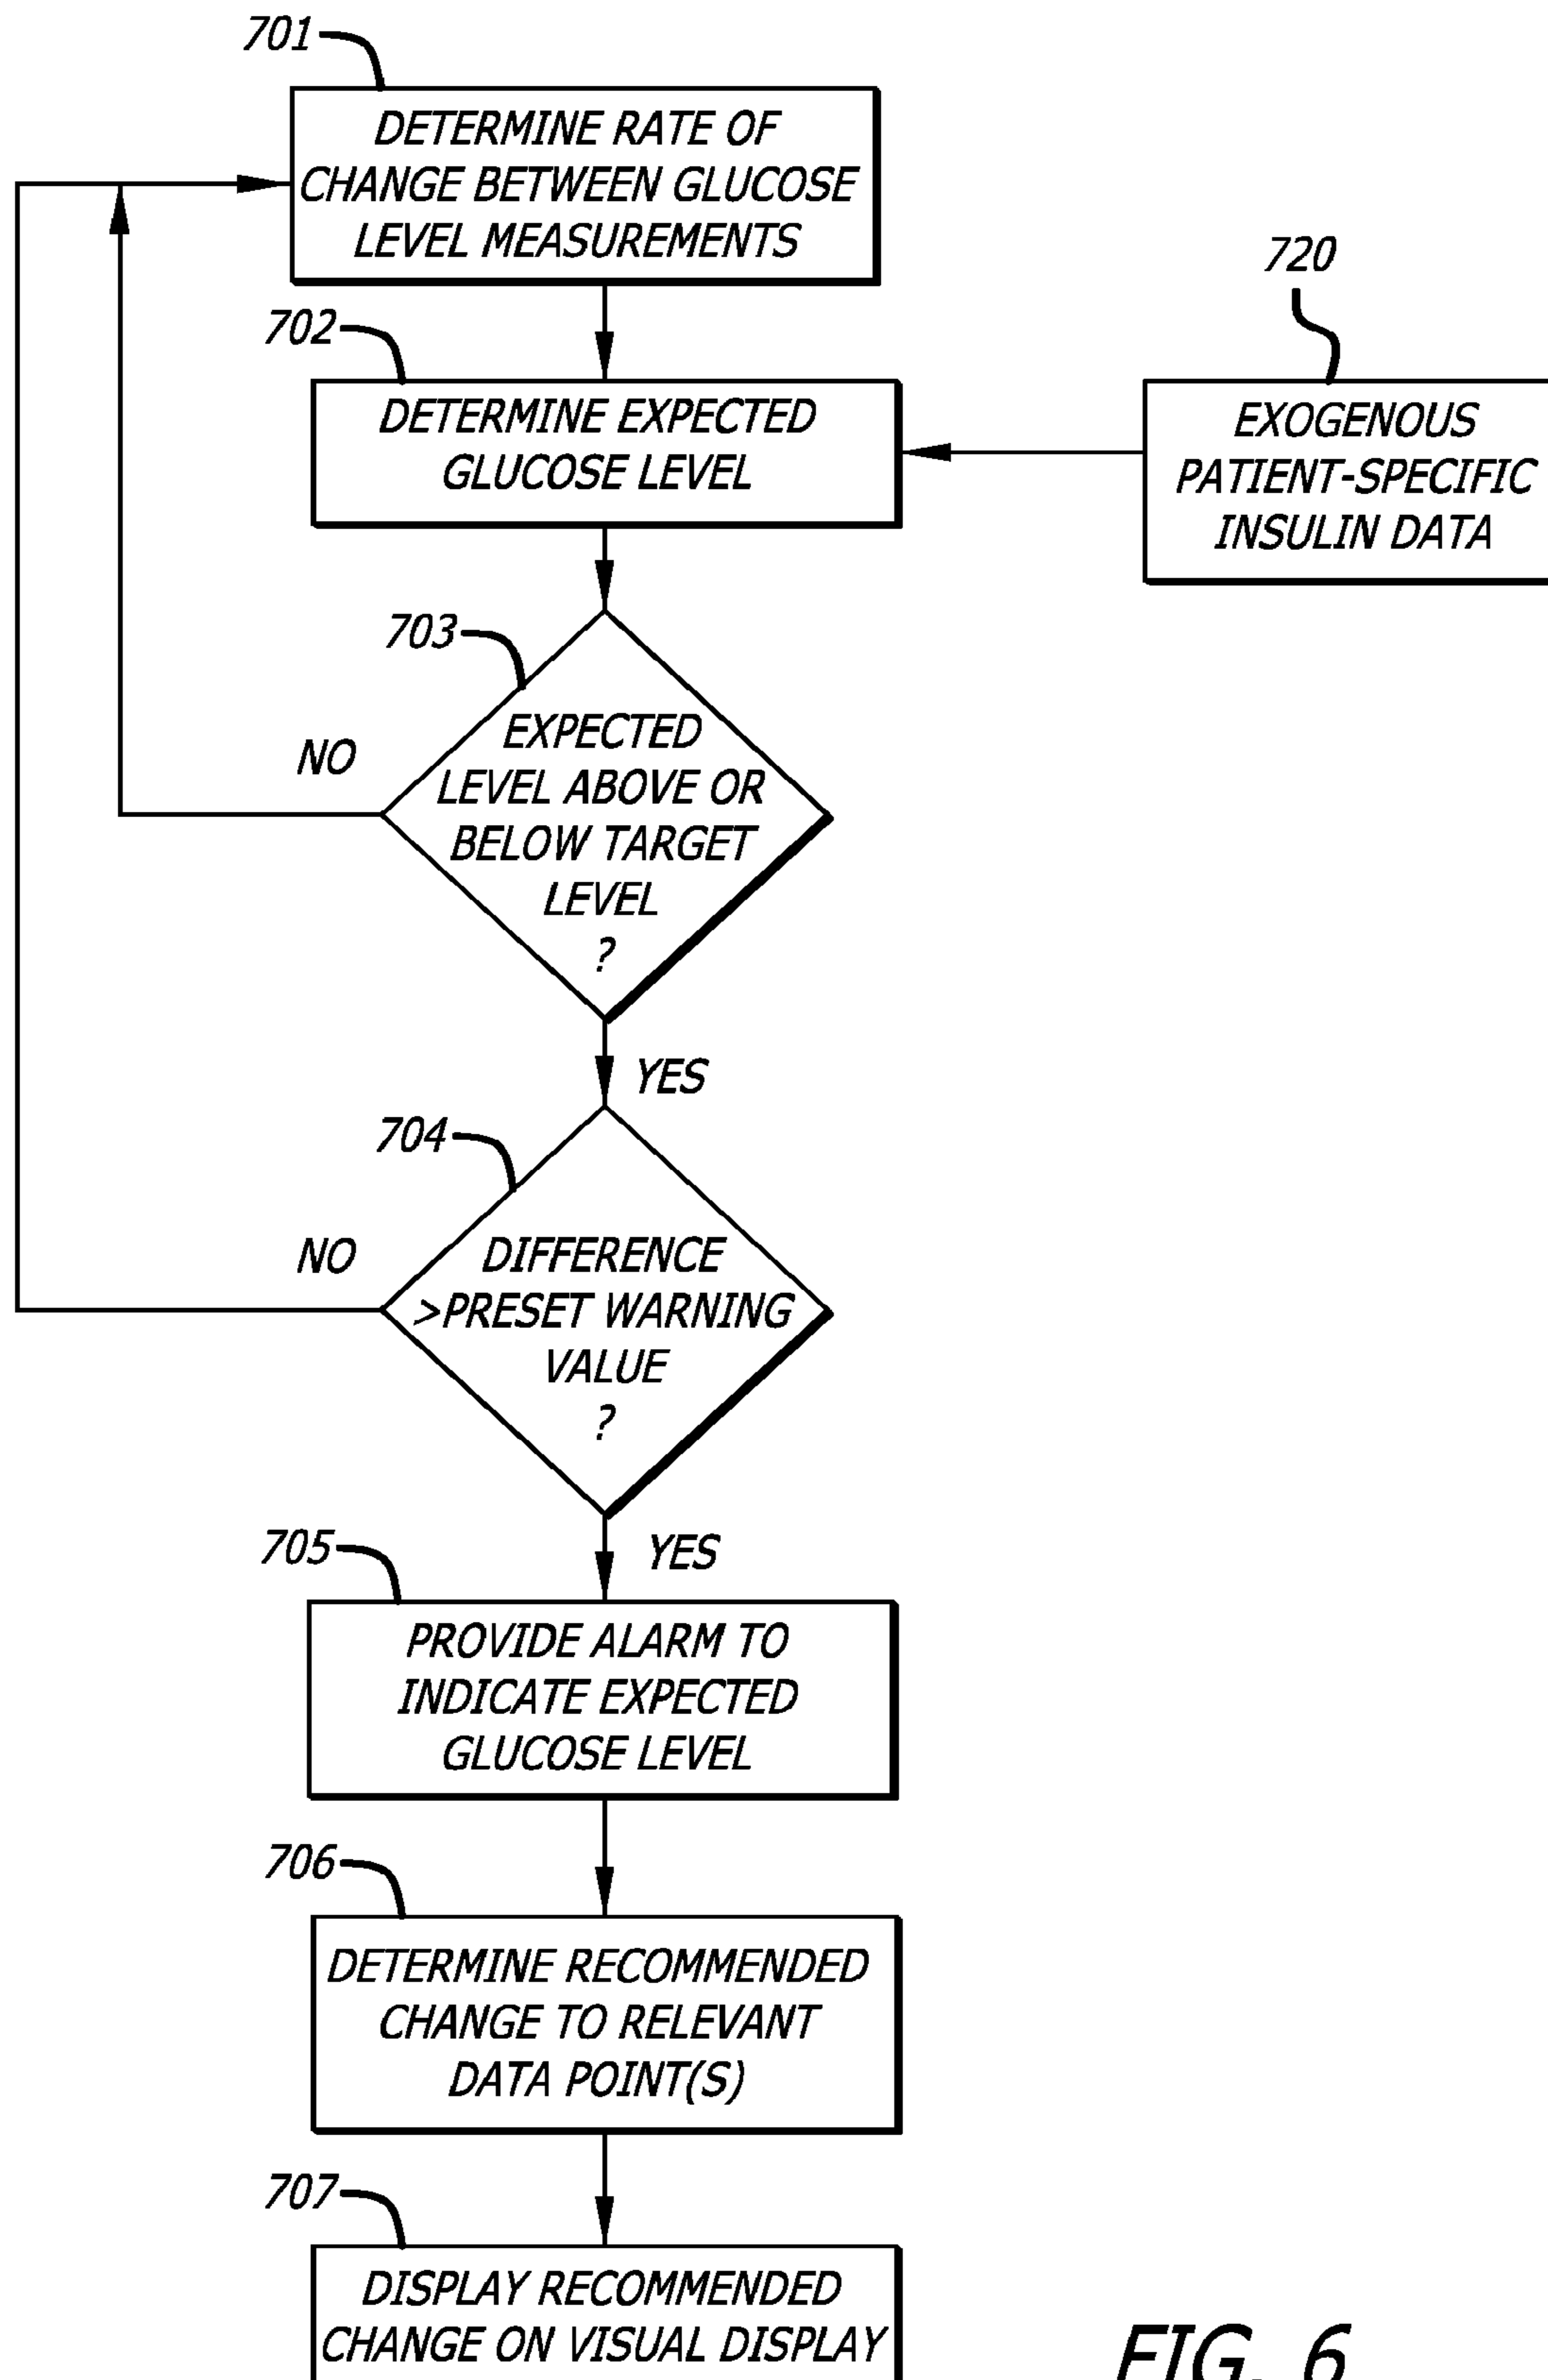 701
DETERMINE RATE OF
CHANGE BETWEEN GLUCOSE
LEVEL MEASUREMENTS
720
702
DETERMINE EXPECTED
GLUCOSE LEVEL
EXOGENOUS
PATIENT-SPECIFIC
INSULIN DATA
703
NO
EXPECTED
LEVEL ABOVE OR
BELOW TARGET
LEVEL
?
YES
704
NO
DIFFERENCE
>PRESET WARNING
VALUE
?
YES
705
PROVIDE ALARM TO
INDICATE EXPECTED
GLUCOSE LEVEL
706
DETERMINE RECOMMENDED
CHANGE TO RELEVANT
DATA POINT(S)
707
DISPLAY RECOMMENDED
CHANGE ON VISUAL DISPLAY
FIG. 6